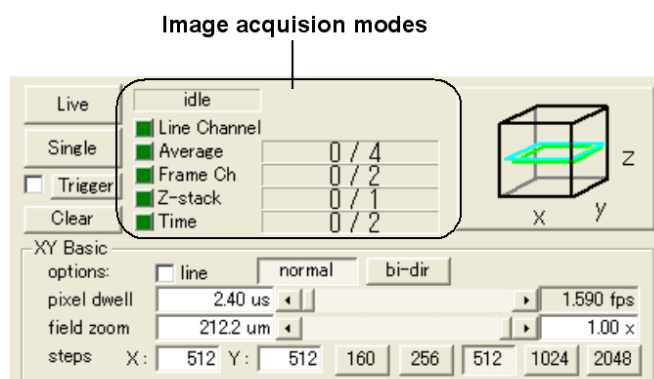 Image acquision modes
Live
idle
Line Channel
Single
Average 0 / 4
Frame Ch 0 / 2
Trigger
Z-stack 0 / 1
Clear
Time 0 / 2
Z
X
y
XY Basic
options: line normal bi-dir
pixel dwell 2.40 us 1.590 fps
field zoom 212.2 um 1.00 x
steps X: 512 Y: 512 160 256 512 1024 2048